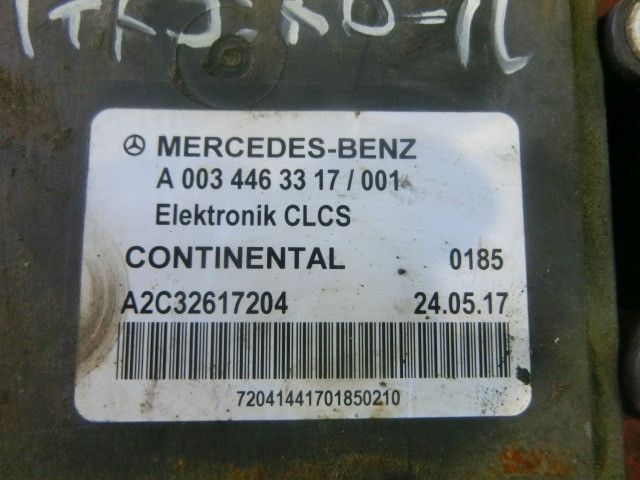 MERCEDES-BENZ
A 003 446 33 17 / 001
Elektronik CLCS
CONTINENTAL 0185
A2C32617204 24.05.17
72041441701850210